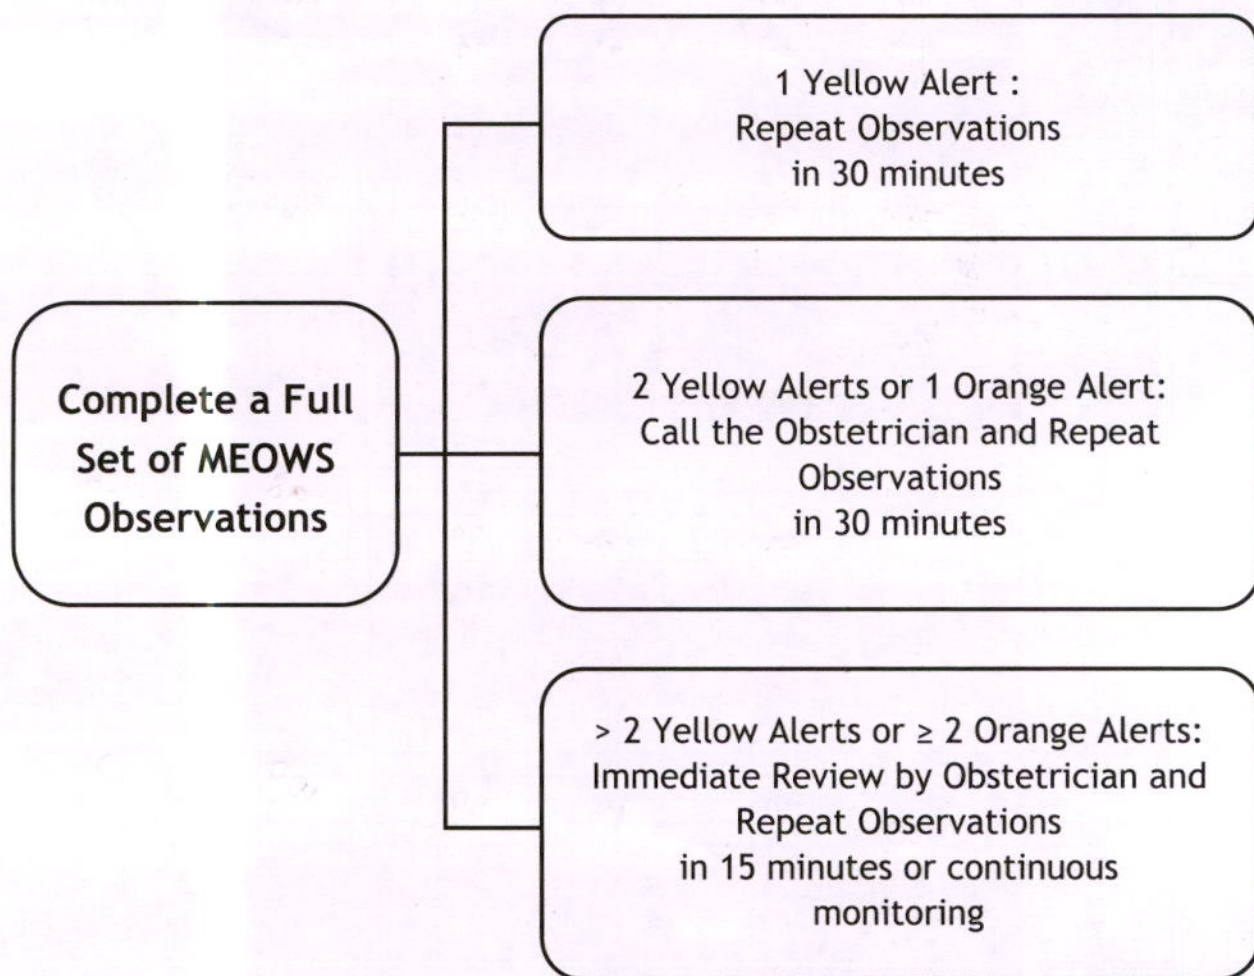 1 Yellow Alert :
Repeat Observations
in 30 minutes
Complete a Full
Set of MEOWS
Observations
2 Yellow Alerts or 1 Orange Alert:
Call the Obstetrician and Repeat
Observations
in 30 minutes
> 2 Yellow Alerts or ≥ 2 Orange Alerts:
Immediate Review by Obstetrician and
Repeat Observations
in 15 minutes or continuous
monitoring